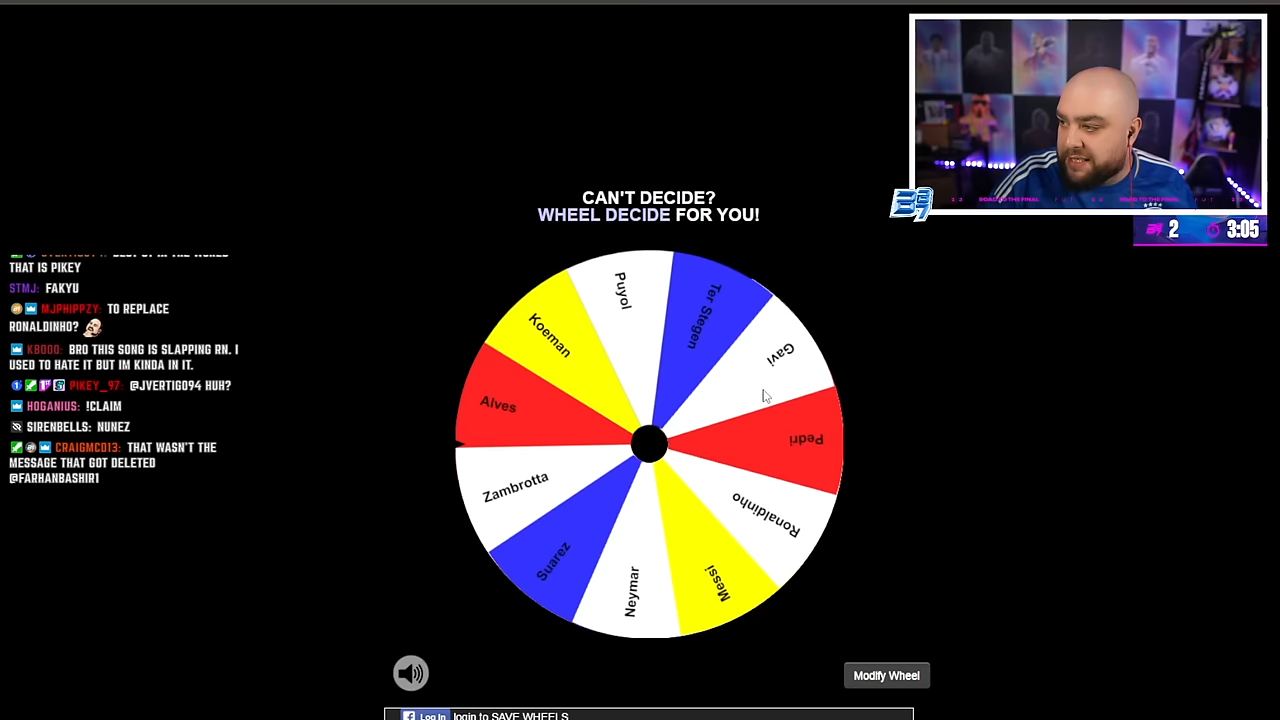 THAT IS PIKEY
STMJ: FAKYU
MJPHIPPZY: TO REPLACE
RONALDINHO?
K8000: BRO THIS SONG IS SLAPPING RN. I
USED TO HATE IT BUT IM KINDA IN IT.
PIKEY_97: @JVERTIGO94 HUH?
HOGANIUS: !CLAIM
SIRENBELLS: NUNEZ
CRAIGMCD13: THAT WASN'T THE
MESSAGE THAT GOT DELETED
@FARHANBASHIR1
CAN'T DECIDE?
WHEEL DECIDE FOR YOU!
Puyol
Ter Stegen
Gavi
Pedri
Ronaldinho
Messi
Neymar
Suarez
Zambrotta
Alves
Koeman
2
3:05
Modify Wheel
Log In login to SAVE WHEELS